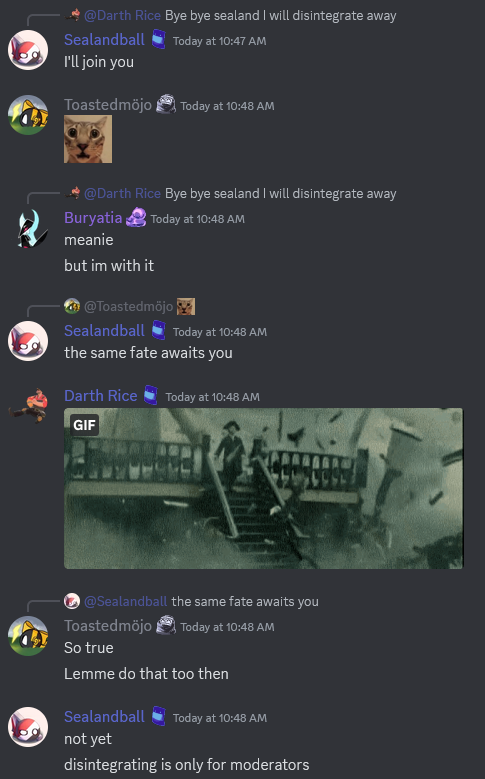 @Darth Rice Bye bye sealand I will disintegrate away
Sealandball Today at 10:47 AM
I'll join you
Toastedmöjo Today at 10:48 AM
@Darth Rice Bye bye sealand I will disintegrate away
Buryatia Today at 10:48 AM
meanie
but im with it
@Toastedmöjo
Sealandball Today at 10:48 AM
the same fate awaits you
Darth Rice Today at 10:48 AM
GIF
@Sealandball the same fate awaits you
Toastedmöjo Today at 10:48 AM
So true
Lemme do that too then
Sealandball Today at 10:48 AM
not yet
disintegrating is only for moderators